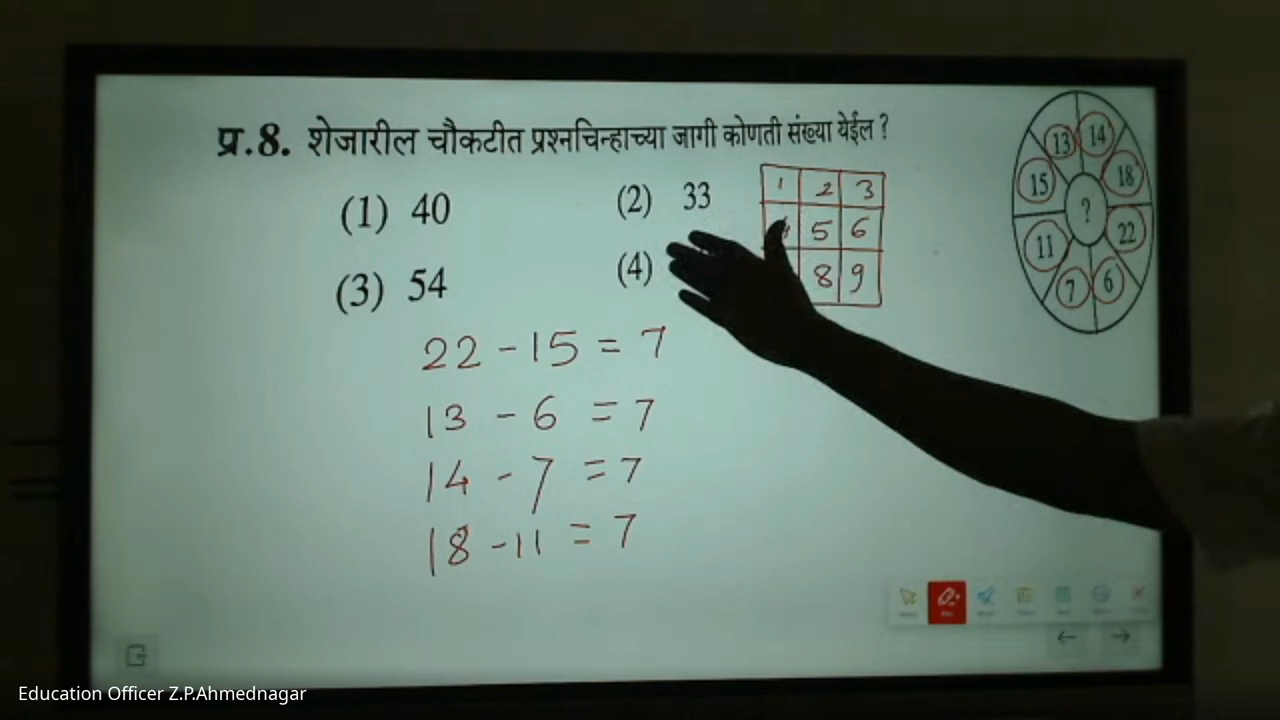 प्र.8. शेजारील चौकटीत प्रश्नचिन्हाच्या जागी कोणती संख्या येईल ?
(1) 40
(2) 33
(3) 54
(4)
1 2 3
5 6
8 9
13 14
15 18
?
11 22
7 6
22 - 15 = 7
13 - 6 = 7
14 - 7 = 7
18 - 11 = 7
Education Officer Z.P.Ahmednagar